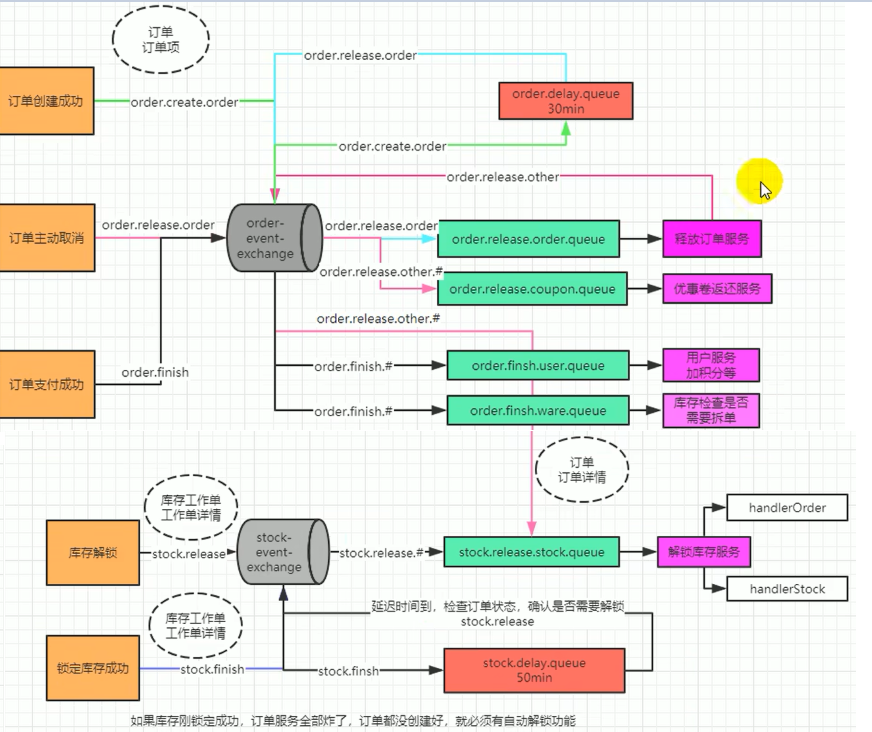 订单
订单项
order.release.order
订单创建成功
order.create.order
order.delay.queue
30min
order.create.order
order.release.other
订单主动取消
order.release.order
order-
event-
exchange
order.release.order
order.release.order.queue
释放订单服务
order.release.other.#
order.release.coupon.queue
优惠卷返还服务
order.release.other.#
订单支付成功
order.finish
order.finish.#
order.finsh.user.queue
用户服务
加积分等
order.finish.#
order.finsh.ware.queue
库存检查是否
需要拆单
订单
订单详情
库存工作单
工作单详情
库存解锁
stock.release
stock-
event-
exchange
stock.release.#
stock.release.stock.queue
解锁库存服务
handlerOrder
handlerStock
库存工作单
工作单详情
延迟时间到，检查订单状态，确认是否需要解锁
stock.release
锁定库存成功
stock.finish
stock.finsh
stock.delay.queue
50min
如果库存刚锁定成功，订单服务全部炸了，订单都没创建好，就必须有自动解锁功能